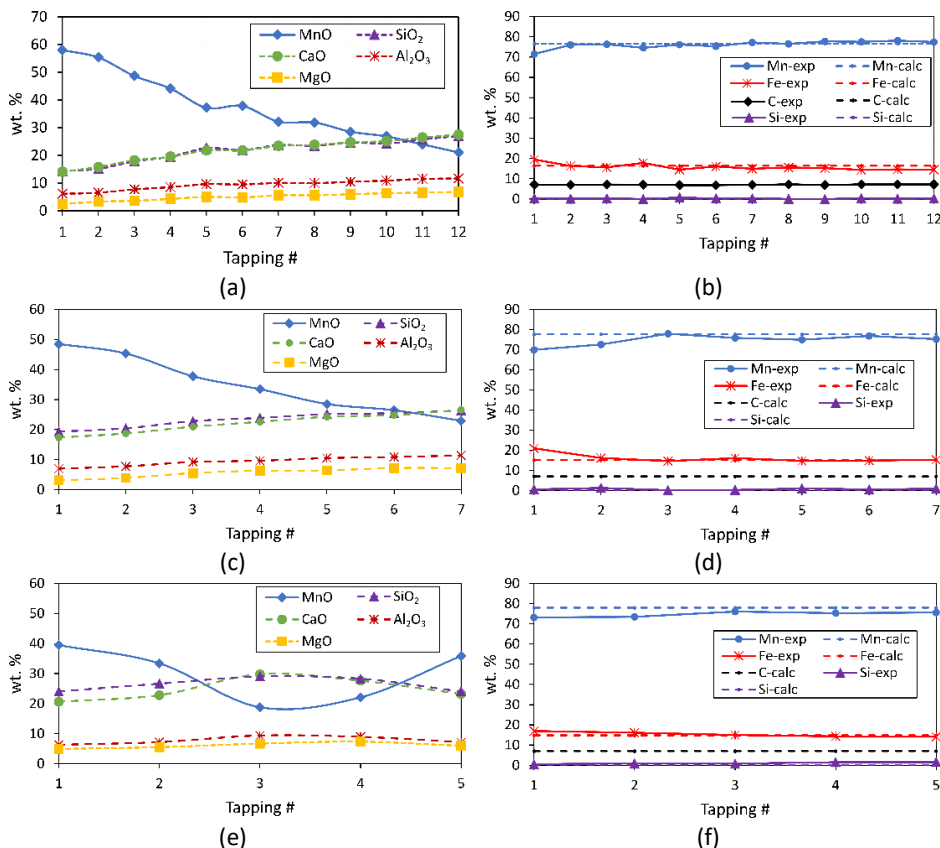 70
60
50
40
30
20
10
0
wt. %
MnO SiO₂
CaO Al₂O₃
MgO
1 2 3 4 5 6 7 8 9 10 11 12
Tapping #
(a)
90
80
70
60
50
40
30
20
10
0
wt. %
Mn-exp Mn-calc
Fe-exp Fe-calc
C-exp C-calc
Si-exp Si-calc
1 2 3 4 5 6 7 8 9 10 11 12
Tapping #
(b)
60
50
40
30
20
10
0
wt. %
MnO SiO₂
CaO Al₂O₃
MgO
1 2 3 4 5 6 7
Tapping #
(c)
90
80
70
60
50
40
30
20
10
0
wt. %
Mn-exp Mn-calc
Fe-exp Fe-calc
C-calc Si-exp
Si-calc
1 2 3 4 5 6 7
Tapping #
(d)
60
50
40
30
20
10
0
wt. %
MnO SiO₂
CaO Al₂O₃
MgO
1 2 3 4 5
Tapping #
(e)
90
80
70
60
50
40
30
20
10
0
wt. %
Mn-exp Mn-calc
Fe-exp Fe-calc
C-calc Si-exp
Si-calc
1 2 3 4 5
Tapping #
(f)